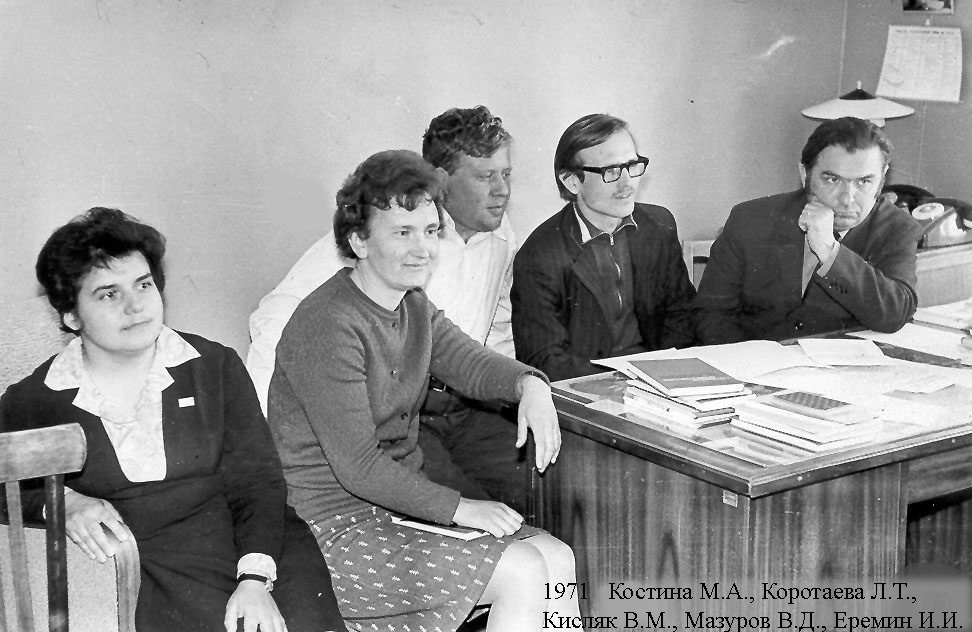 1971 Костина М.А., Коротаева Л.Т.,
Кисляк В.М., Мазуров В.Д., Еремин И.И.